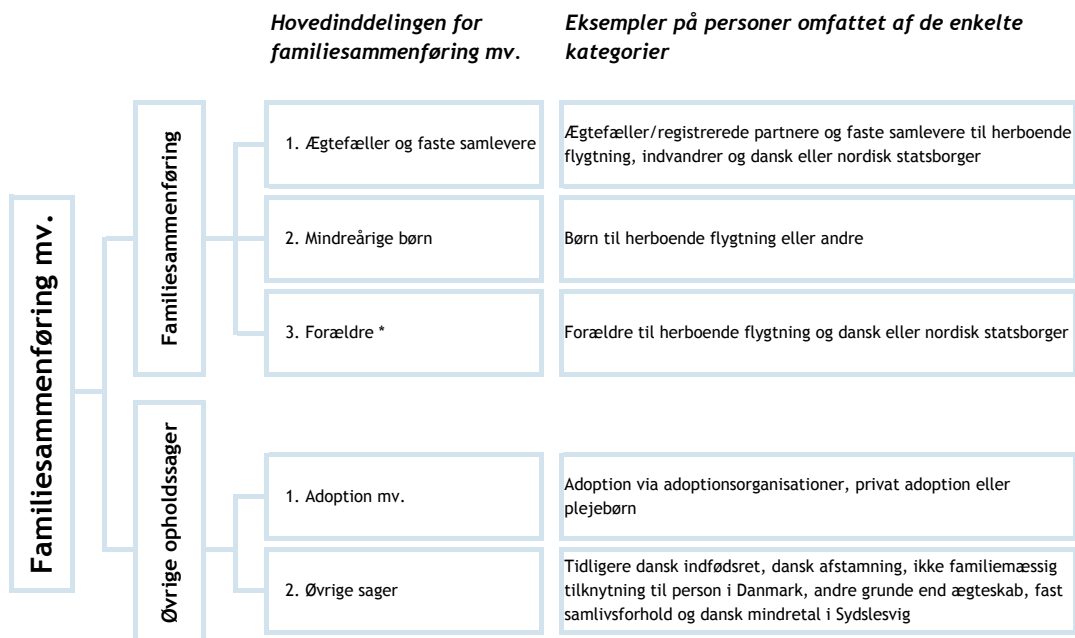 Hovedinddelingen for
familiesammenføring mv.
Eksempler på personer omfattet af de enkelte
kategorier
Familiesammenføring mv.
Familiesammenføring
1. Ægtefæller og faste samlevere
Ægtefæller/registrerede partnere og faste samlevere til herboende
flygtning, indvandrer og dansk eller nordisk statsborger
2. Mindreårige børn
Børn til herboende flygtning eller andre
3. Forældre *
Forældre til herboende flygtning og dansk eller nordisk statsborger
Øvrige opholdssager
1. Adoption mv.
Adoption via adoptionsorganisationer, privat adoption eller
plejebørn
2. Øvrige sager
Tidligere dansk indfødsret, dansk afstamning, ikke familiemæssig
tilknytning til person i Danmark, andre grunde end ægteskab, fast
samlivsforhold og dansk mindretal i Sydslesvig